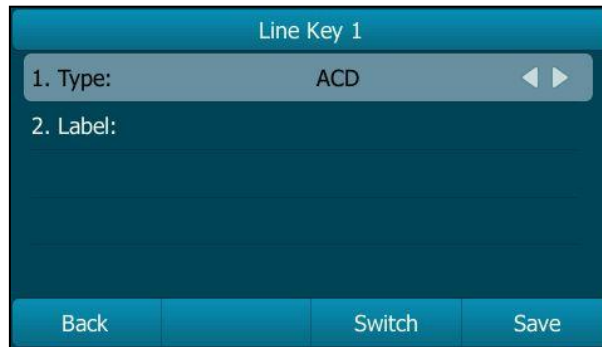 Line Key 1
1. Type: ACD
2. Label:
Back Switch Save